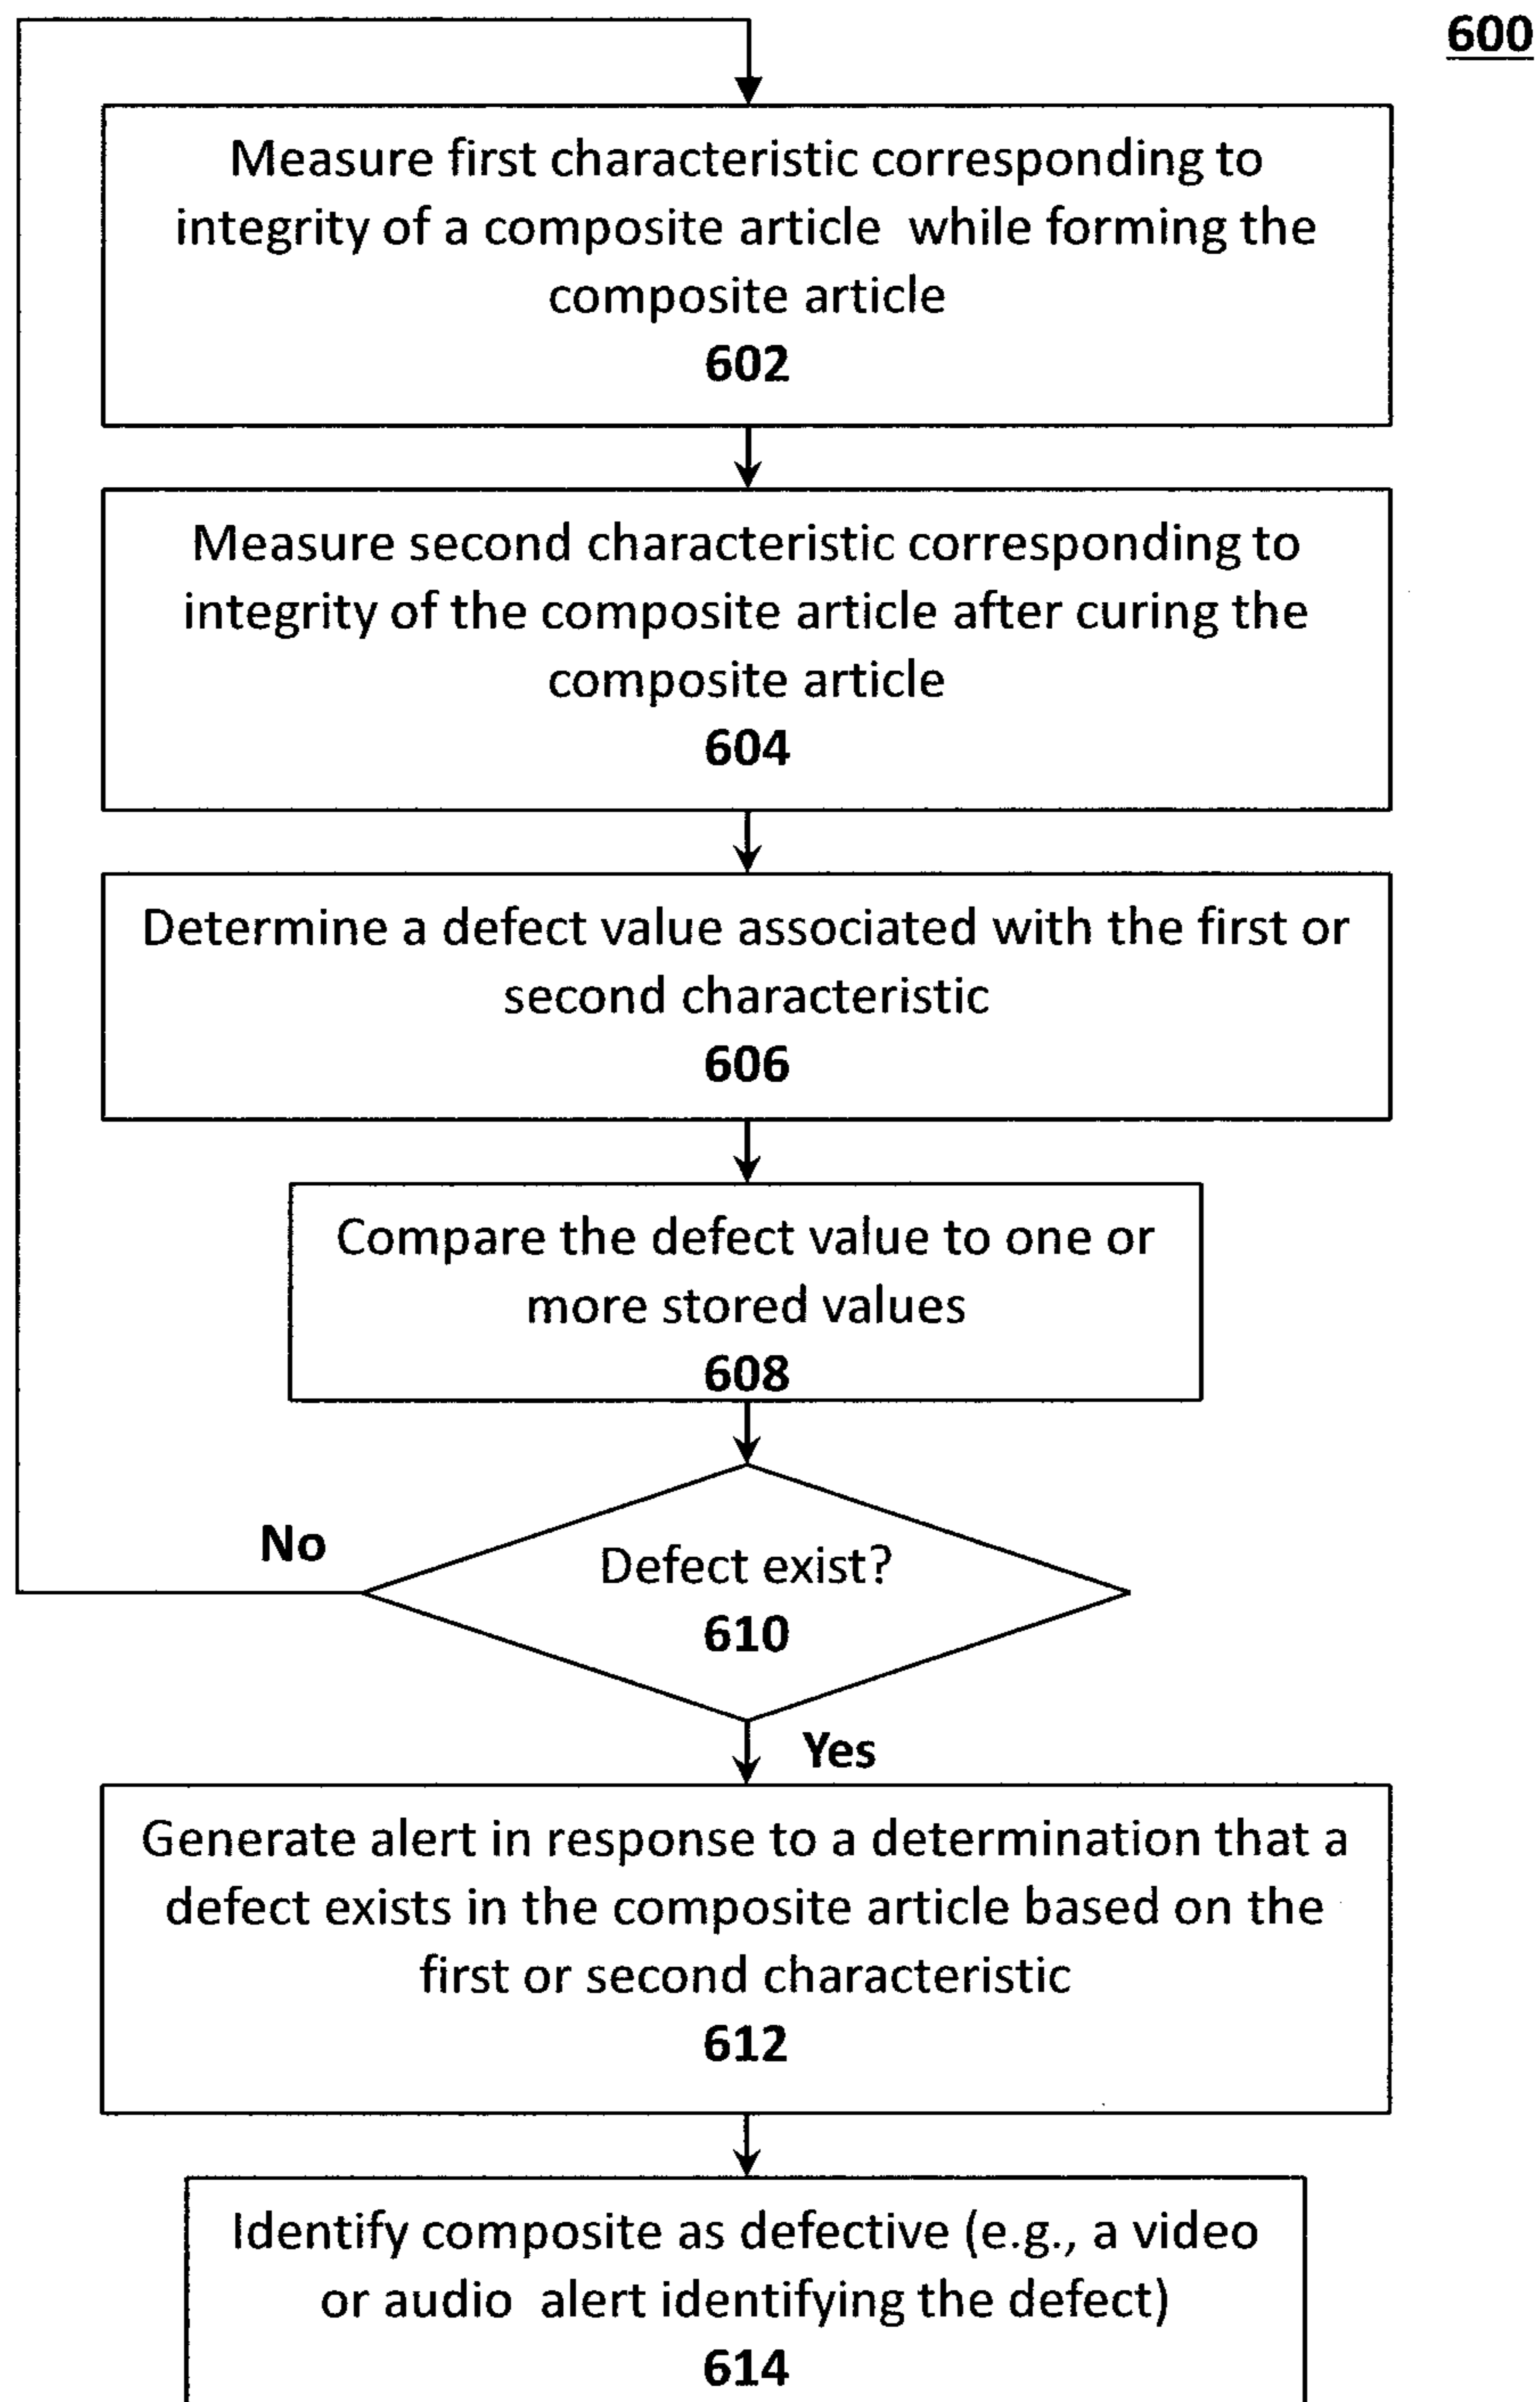 600
Measure first characteristic corresponding to
integrity of a composite article while forming the
composite article
602
Measure second characteristic corresponding to
integrity of the composite article after curing the
composite article
604
Determine a defect value associated with the first or
second characteristic
606
Compare the defect value to one or
more stored values
608
No
Defect exist?
610
Yes
Generate alert in response to a determination that a
defect exists in the composite article based on the
first or second characteristic
612
Identify composite as defective (e.g., a video
or audio alert identifying the defect)
614